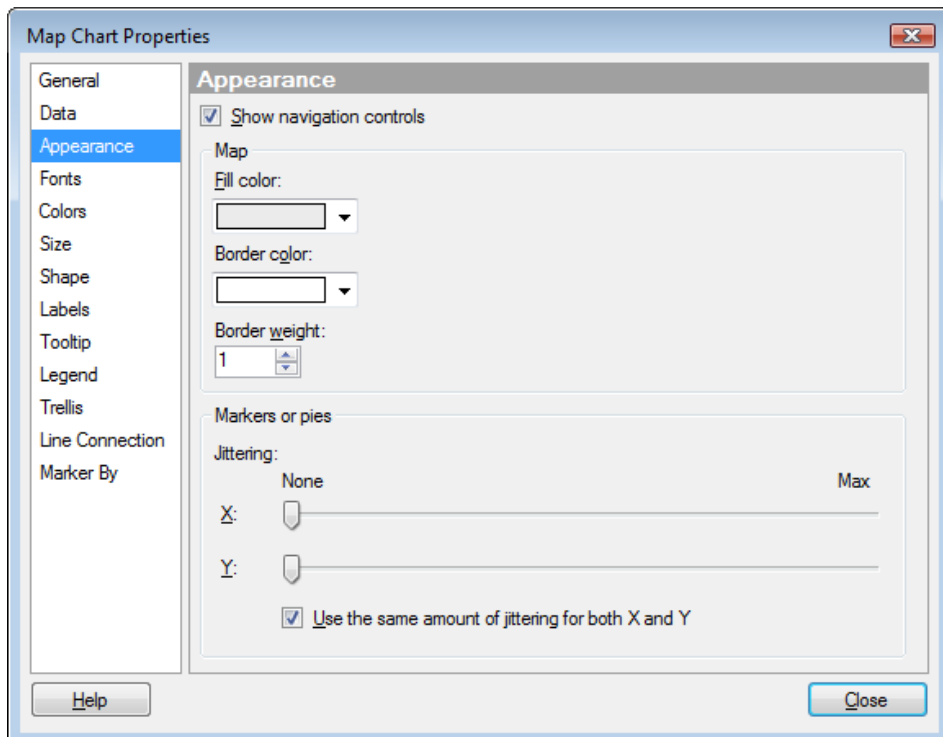 Map Chart Properties
General
Data
Appearance
Fonts
Colors
Size
Shape
Labels
Tooltip
Legend
Trellis
Line Connection
Marker By
Appearance
Show navigation controls
Map
Fill color:
Border color:
Border weight:
1
Markers or pies
Jittering:
None Max
X:
Y:
Use the same amount of jittering for both X and Y
Help Close